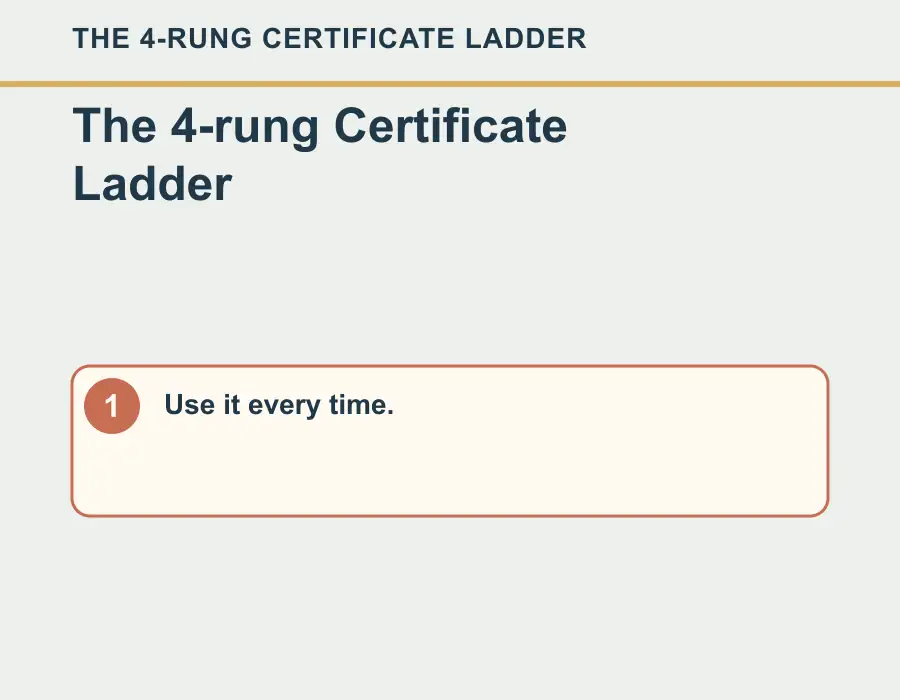 THE 4-RUNG CERTIFICATE LADDER
The 4-rung Certificate
Ladder
1 Use it every time.